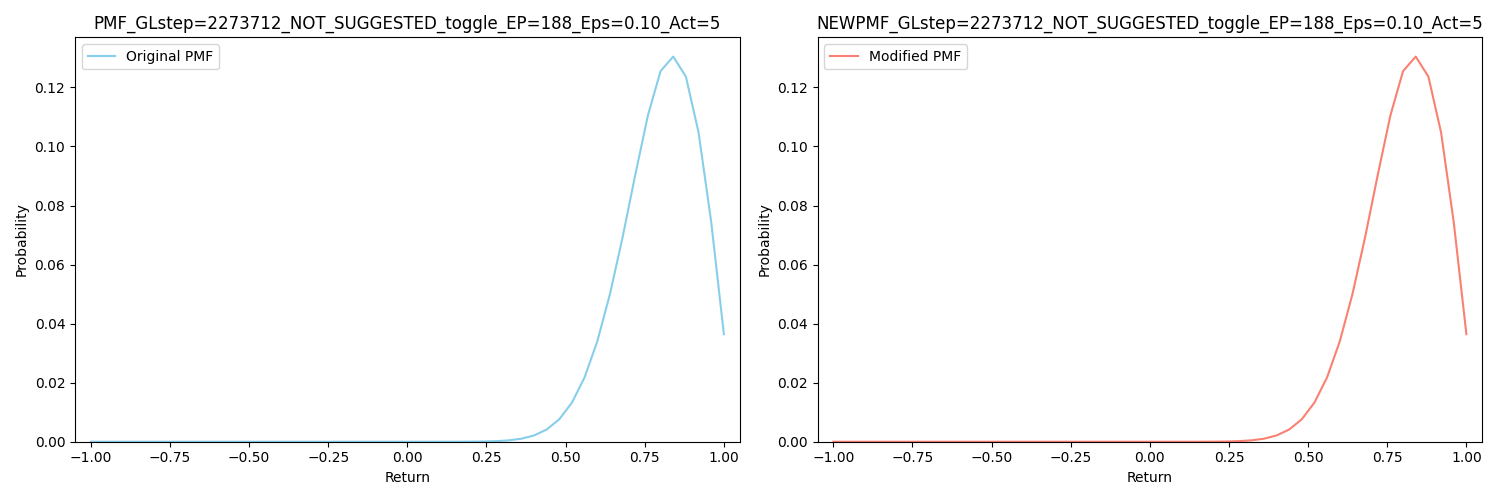 PMF_GLstep=2273712_NOT_SUGGESTED_toggle_EP=188_Eps=0.10_Act=5
Original PMF
Probability
0.12
0.10
0.08
0.06
0.04
0.02
0.00
−1.00 −0.75 −0.50 −0.25 0.00 0.25 0.50 0.75 1.00
Return
NEWPMF_GLstep=2273712_NOT_SUGGESTED_toggle_EP=188_Eps=0.10_Act=5
Modified PMF
Probability
0.12
0.10
0.08
0.06
0.04
0.02
0.00
−1.00 −0.75 −0.50 −0.25 0.00 0.25 0.50 0.75 1.00
Return